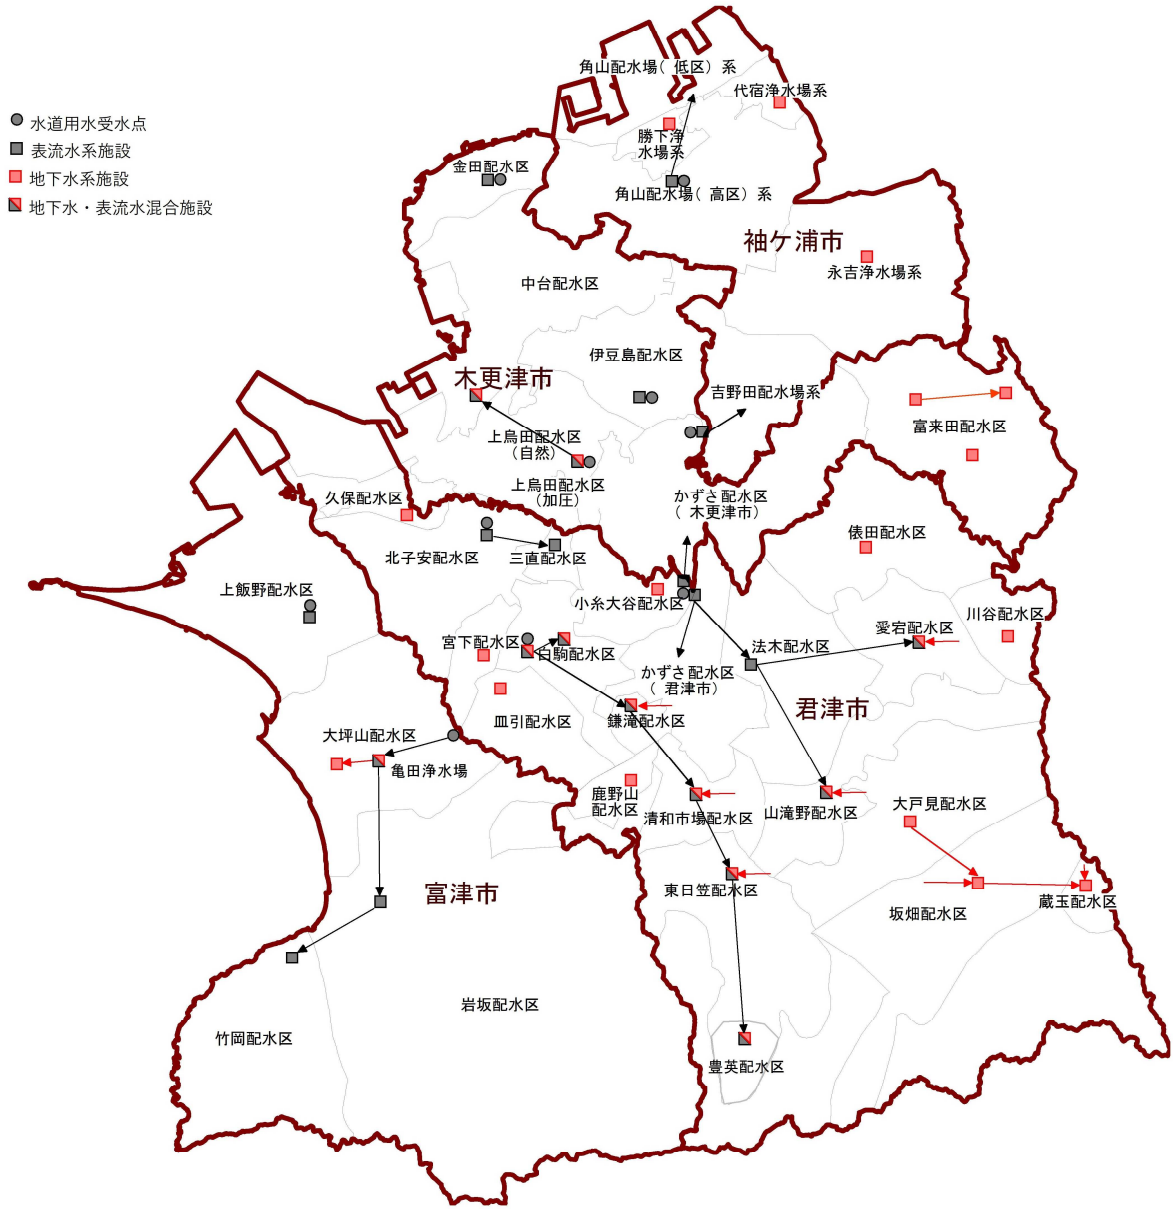 水道用水受水点
表流水系施設
地下水系施設
地下水・表流水混合施設
角山配水場(低区)系
代宿浄水場系
勝下浄
水場系
金田配水区
角山配水場(高区)系
袖ケ浦市
永吉浄水場系
中台配水区
伊豆島配水区
木更津市
吉野田配水場系
富来田配水区
上烏田配水区
(自然)
上烏田配水区
(加圧)
久保配水区
かずさ配水区
(木更津市)
俵田配水区
北子安配水区
三直配水区
上飯野配水区
小糸大谷配水区
川谷配水区
愛宕配水区
宮下配水区
白駒配水区
法木配水区
かずさ配水区
(君津市)
君津市
皿引配水区
鎌滝配水区
大坪山配水区
亀田浄水場
鹿野山
配水区
清和市場配水区
山滝野配水区
大戸見配水区
富津市
東日笠配水区
坂畑配水区
蔵玉配水区
岩坂配水区
竹岡配水区
豊英配水区